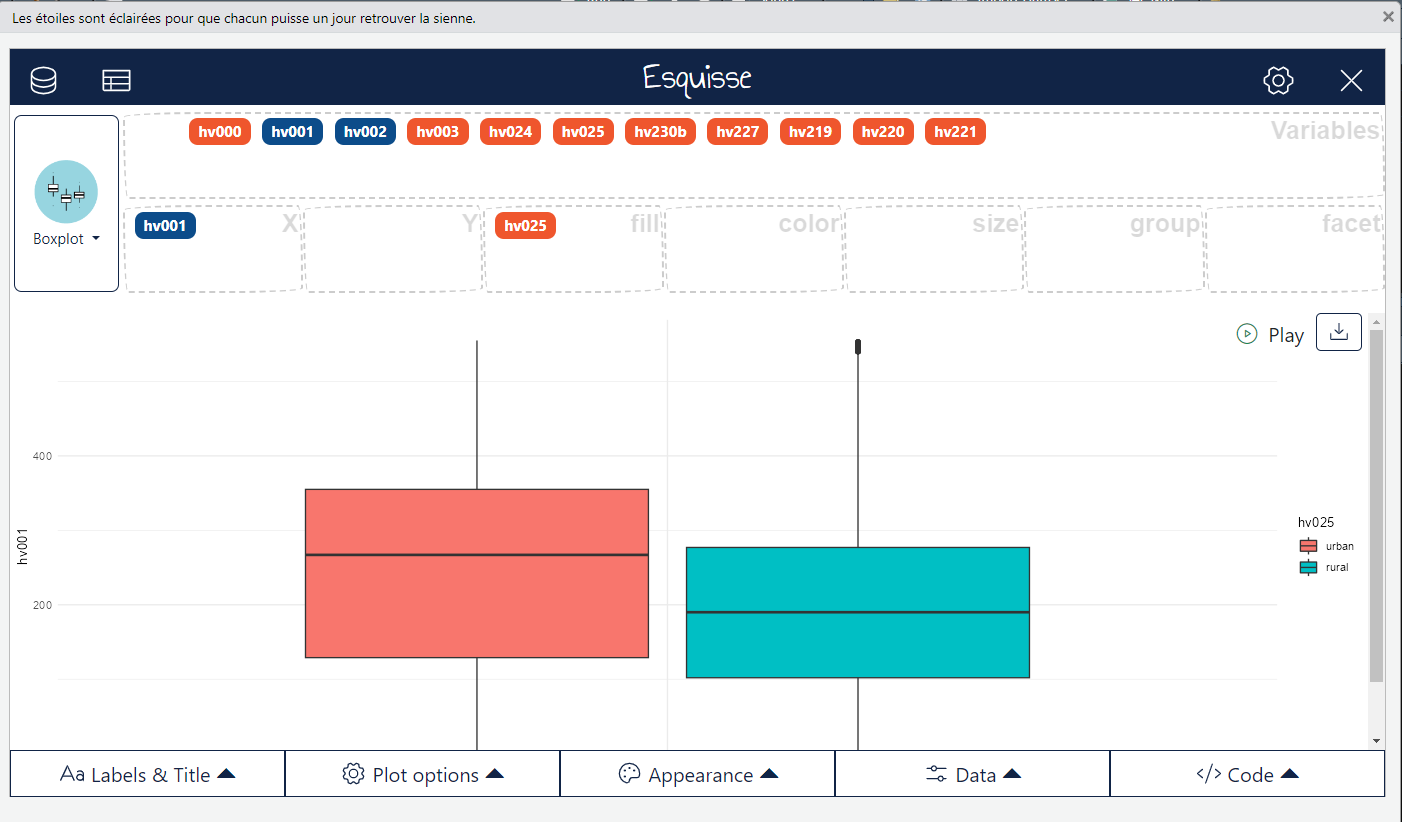 Les étoiles sont éclairées pour que chacun puisse un jour retrouver la sienne.
Esquisse
hv000 hv001 hv002 hv003 hv024 hv025 hv230b hv227 hv219 hv220 hv221 Variables
Boxplot
hv001 X Y hv025 fill color size group facet
Play
400
200
hv001
hv025
urban
rural
Aa Labels & Title Plot options Appearance Data </> Code